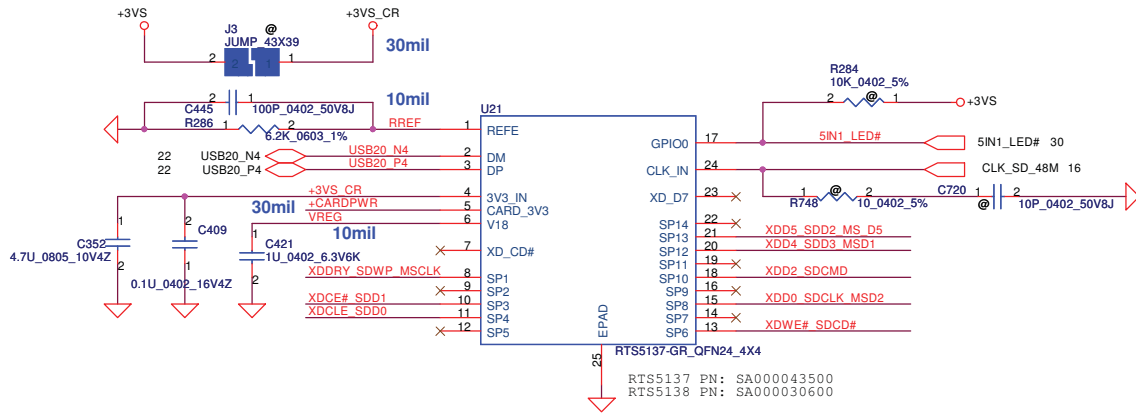 +3VS
+3VS_CR
J3
@
JUMP_43X39
30mil
2
2
1
1
2
1
C445
100P_0402_50V8J
10mil
R286
1
2
6.2K_0603_1%
RREF
1
REFE
U21
22
USB20_N4
USB20_N4
2
DM
22
USB20_P4
USB20_P4
3
DP
+3VS_CR
4
3V3_IN
30mil
+CARDPWR
5
CARD_3V3
VREG
6
V18
10mil
1
C352
4.7U_0805_10V4Z
2
2
C409
1
0.1U_0402_16V4Z
1
C421
1U_0402_6.3V6K
2
7
XD_CD#
XDDRY_SDWP_MSCLK
8
SP1
9
SP2
XDCE#_SDD1
10
SP3
XDCLE_SDD0
11
SP4
12
SP5
EPAD
25
R284
10K_0402_5%
2
@
1
+3VS
GPIO0
17
5IN1_LED#
5IN1_LED# 30
CLK_IN
24
CLK_SD_48M 16
XD_D7
23
1
@
2
R748
10_0402_5%
C720
1
2
@
10P_0402_50V8J
SP14
22
SP13
21
XDD5_SDD2_MS_D5
SP12
20
XDD4_SDD3_MSD1
SP11
19
SP10
18
XDD2_SDCMD
SP9
16
SP8
15
XDD0_SDCLK_MSD2
SP7
14
SP6
13
XDWE#_SDCD#
RTS5137-GR_QFN24_4X4
RTS5137 PN: SA000043500
RTS5138 PN: SA000030600